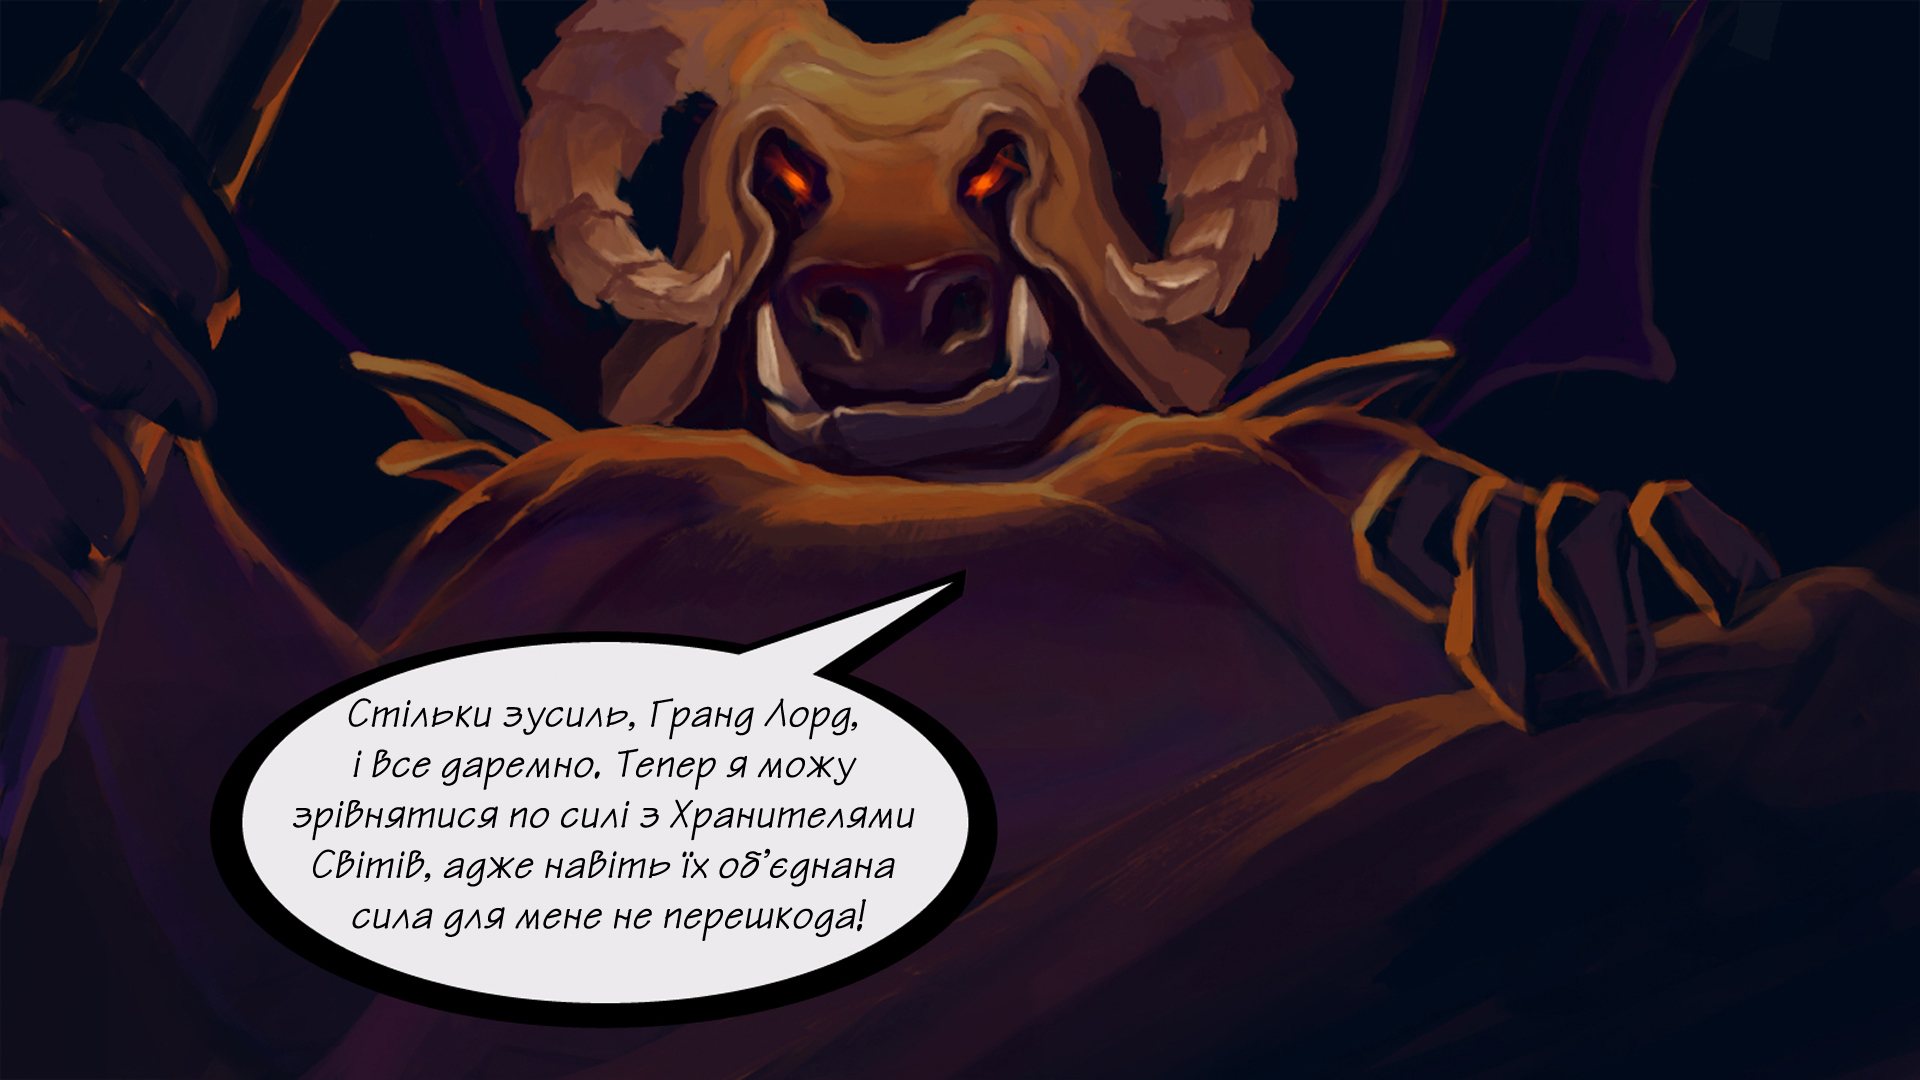 Стільки зусиль, Гранд Лорд,
і все даремно. Тепер я можу
зрівнятися по силі з Хранителями
Світів, адже навіть їх об’єднана
сила для мене не перешкода!